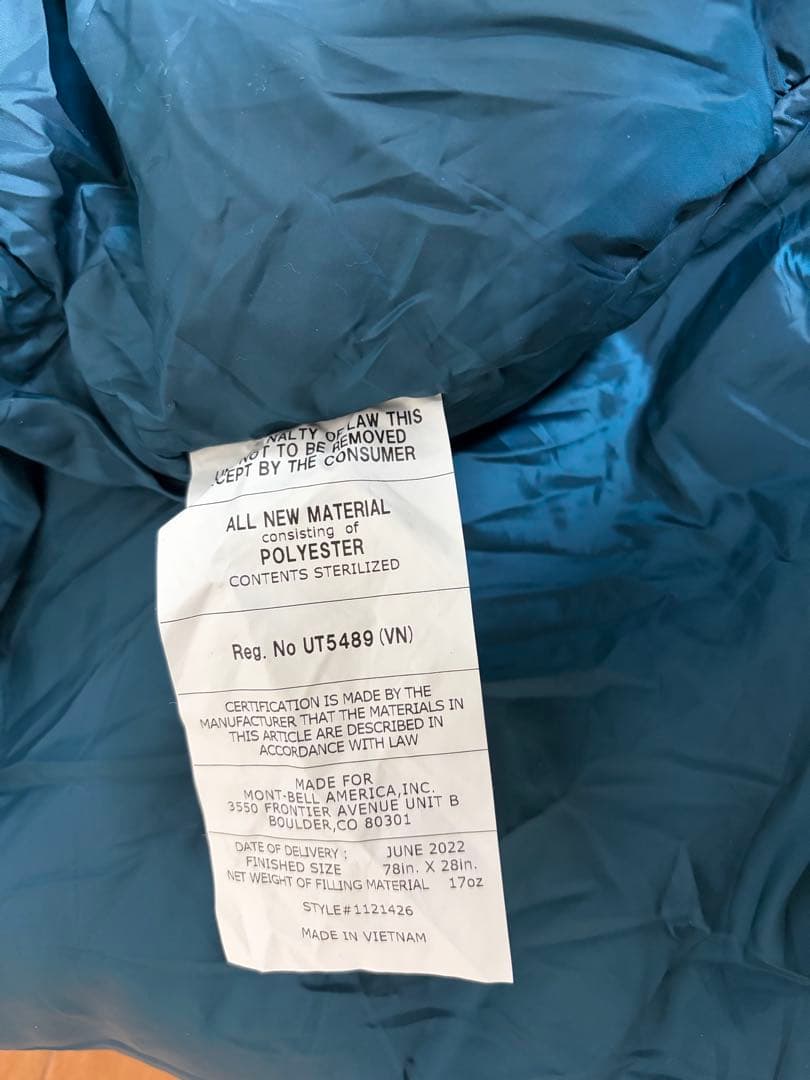 NALTY OF LAW THIS
NOT TO BE REMOVED
CEPT BY THE CONSUMER
ALL NEW MATERIAL
consisting of
POLYESTER
CONTENTS STERILIZED
Reg. No UT5489 (VN)
CERTIFICATION IS MADE BY THE
MANUFACTURER THAT THE MATERIALS IN
THIS ARTICLE ARE DESCRIBED IN
ACCORDANCE WITH LAW
MADE FOR
MONT-BELL AMERICA,INC.
3550 FRONTIER AVENUE UNIT B
BOULDER,CO 80301
DATE OF DELIVERY : JUNE 2022
FINISHED SIZE 78in. X 28in.
NET WEIGHT OF FILLING MATERIAL 17oz
STYLE#1121426
MADE IN VIETNAM